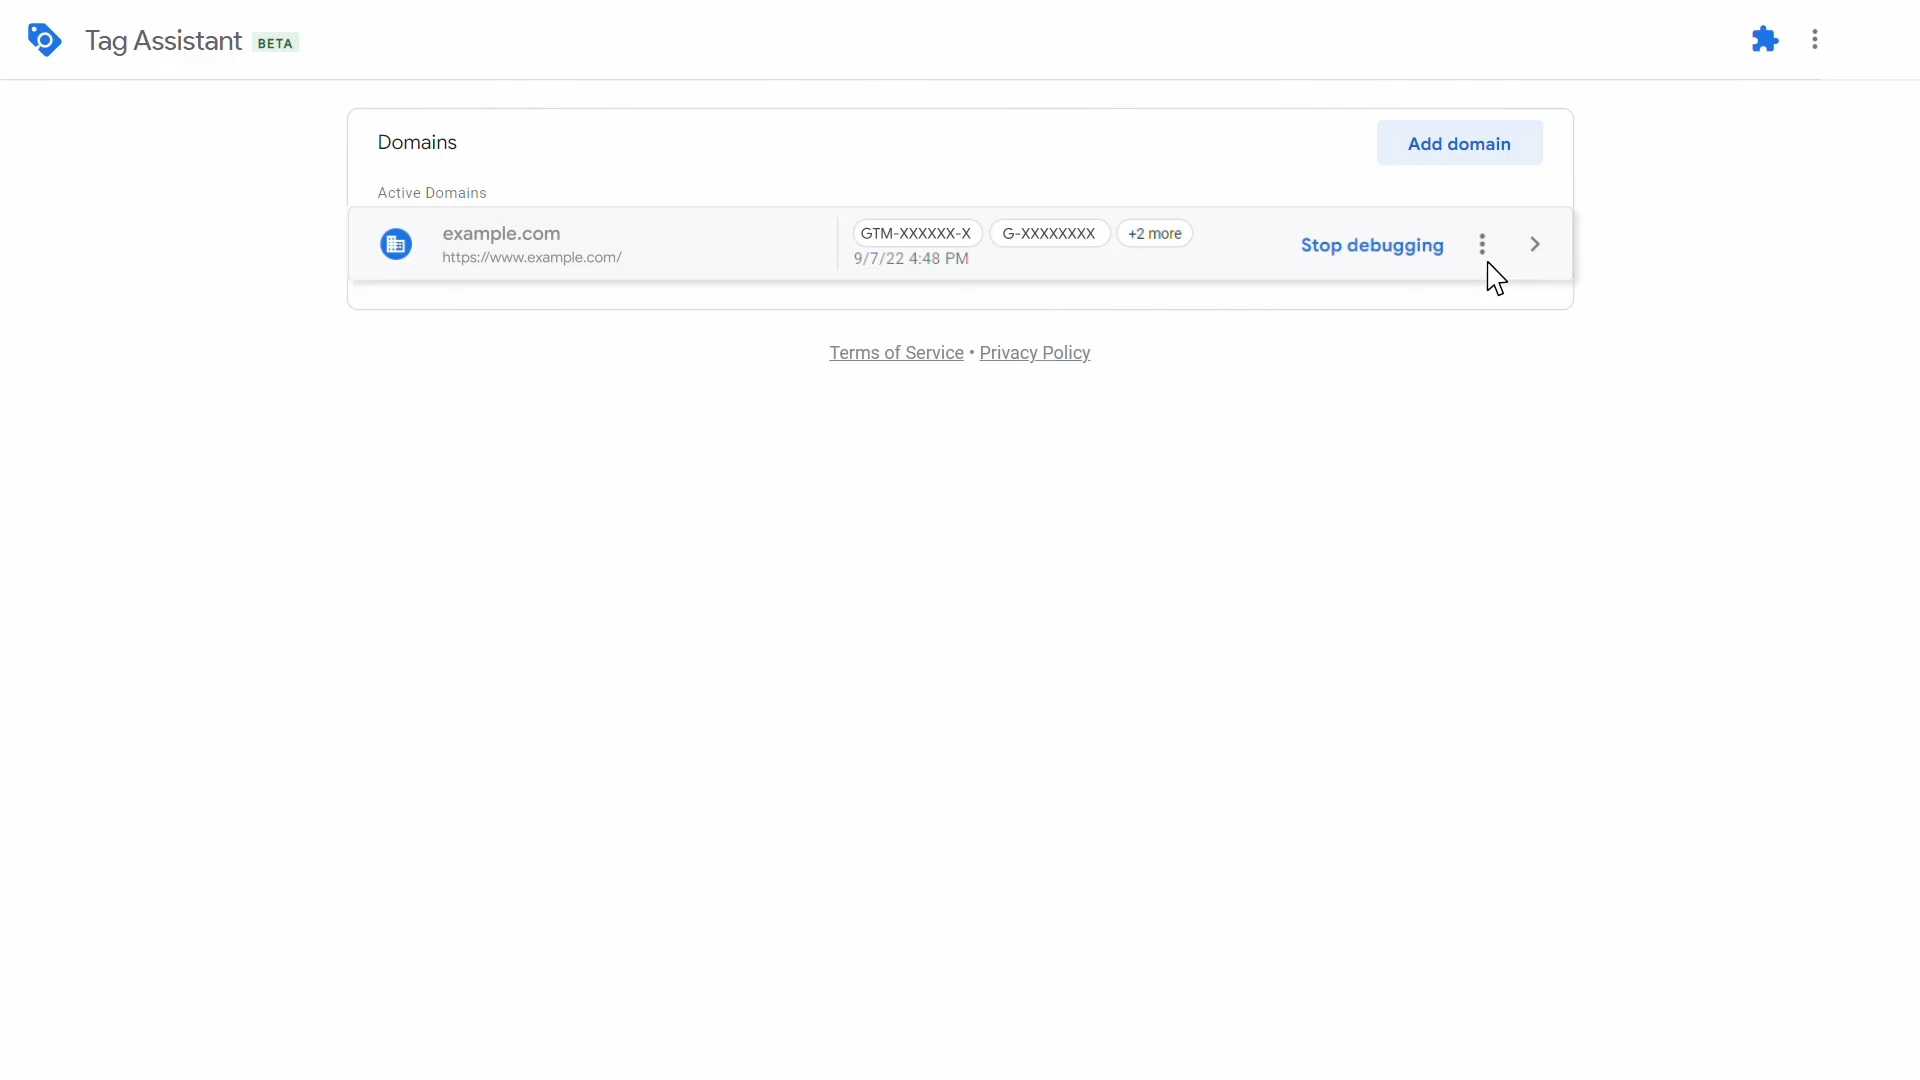 Tag Assistant BETA
Domains
Add domain
Active Domains
example.com
https://www.example.com/
GTM-XXXXXX-X
G-XXXXXXXX
+2 more
9/7/22 4:48 PM
Stop debugging
Terms of Service • Privacy Policy